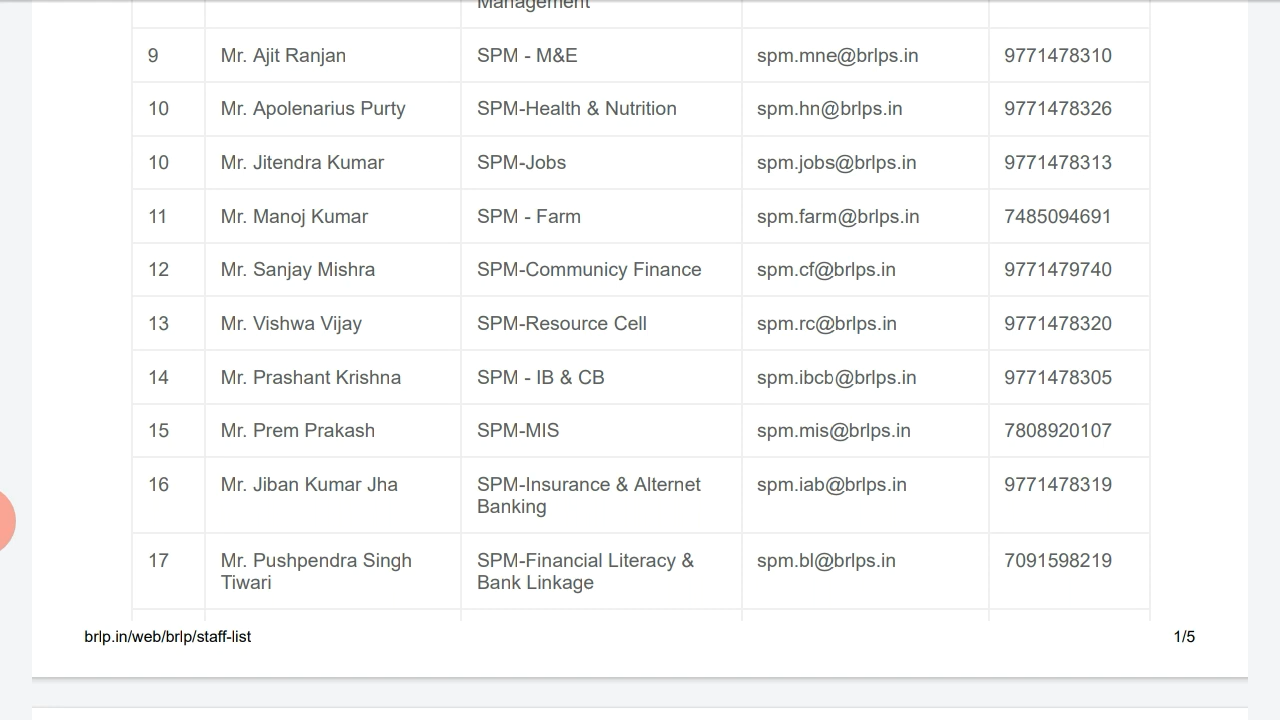 Management
9 Mr. Ajit Ranjan SPM - M&E spm.mne@brlps.in 9771478310
10 Mr. Apolenarius Purty SPM-Health & Nutrition spm.hn@brlps.in 9771478326
10 Mr. Jitendra Kumar SPM-Jobs spm.jobs@brlps.in 9771478313
11 Mr. Manoj Kumar SPM - Farm spm.farm@brlps.in 7485094691
12 Mr. Sanjay Mishra SPM-Communicy Finance spm.cf@brlps.in 9771479740
13 Mr. Vishwa Vijay SPM-Resource Cell spm.rc@brlps.in 9771478320
14 Mr. Prashant Krishna SPM - IB & CB spm.ibcb@brlps.in 9771478305
15 Mr. Prem Prakash SPM-MIS spm.mis@brlps.in 7808920107
16 Mr. Jiban Kumar Jha SPM-Insurance & Alternet spm.iab@brlps.in 9771478319
Banking
17 Mr. Pushpendra Singh SPM-Financial Literacy & spm.bl@brlps.in 7091598219
Tiwari Bank Linkage
brlp.in/web/brlp/staff-list 1/5